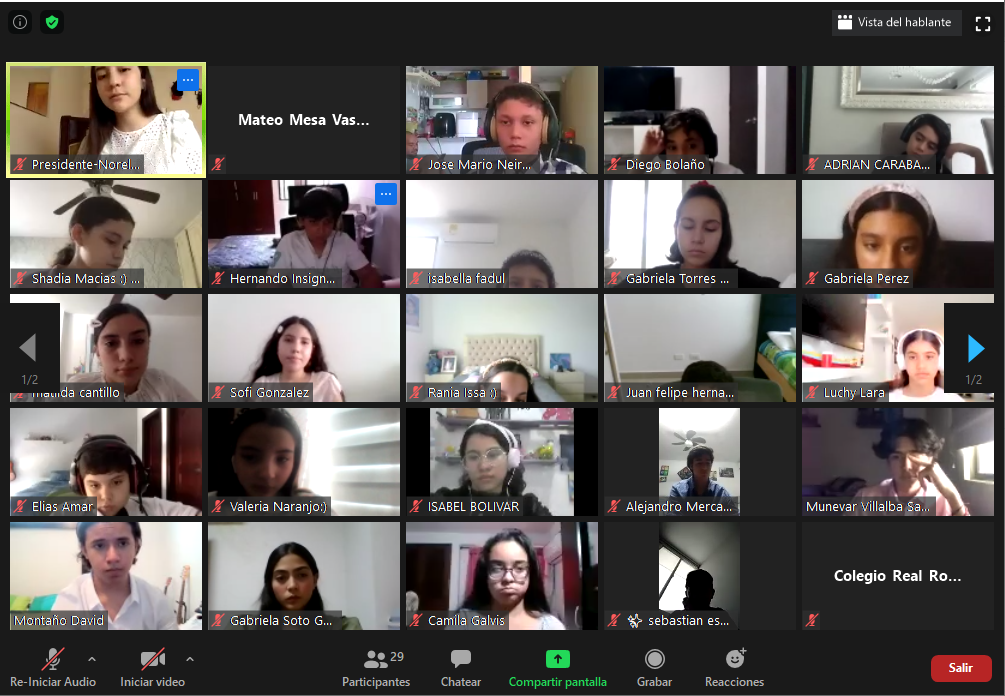 Vista del hablante
Presidente-Norel...
Mateo Mesa Vas...
Jose Mario Neir...
Diego Bolaño
ADRIAN CARABA...
Shadia Macias :) ...
Hernando Insign...
isabella fadul
Gabriela Torres ...
Gabriela Perez
1/2
matilda cantillo
Sofi Gonzalez
Rania Issa :)
Juan felipe herna...
Luchy Lara
1/2
Elias Amar
Valeria Naranjo:)
ISABEL BOLIVAR
Alejandro Merca...
Munevar Villalba Sa...
Montaño David
Gabriela Soto G...
Camila Galvis
sebastian es...
Colegio Real Ro...
Re-Iniciar Audio
Iniciar video
29
Participantes
Chatear
Compartir pantalla
Grabar
Reacciones
Salir